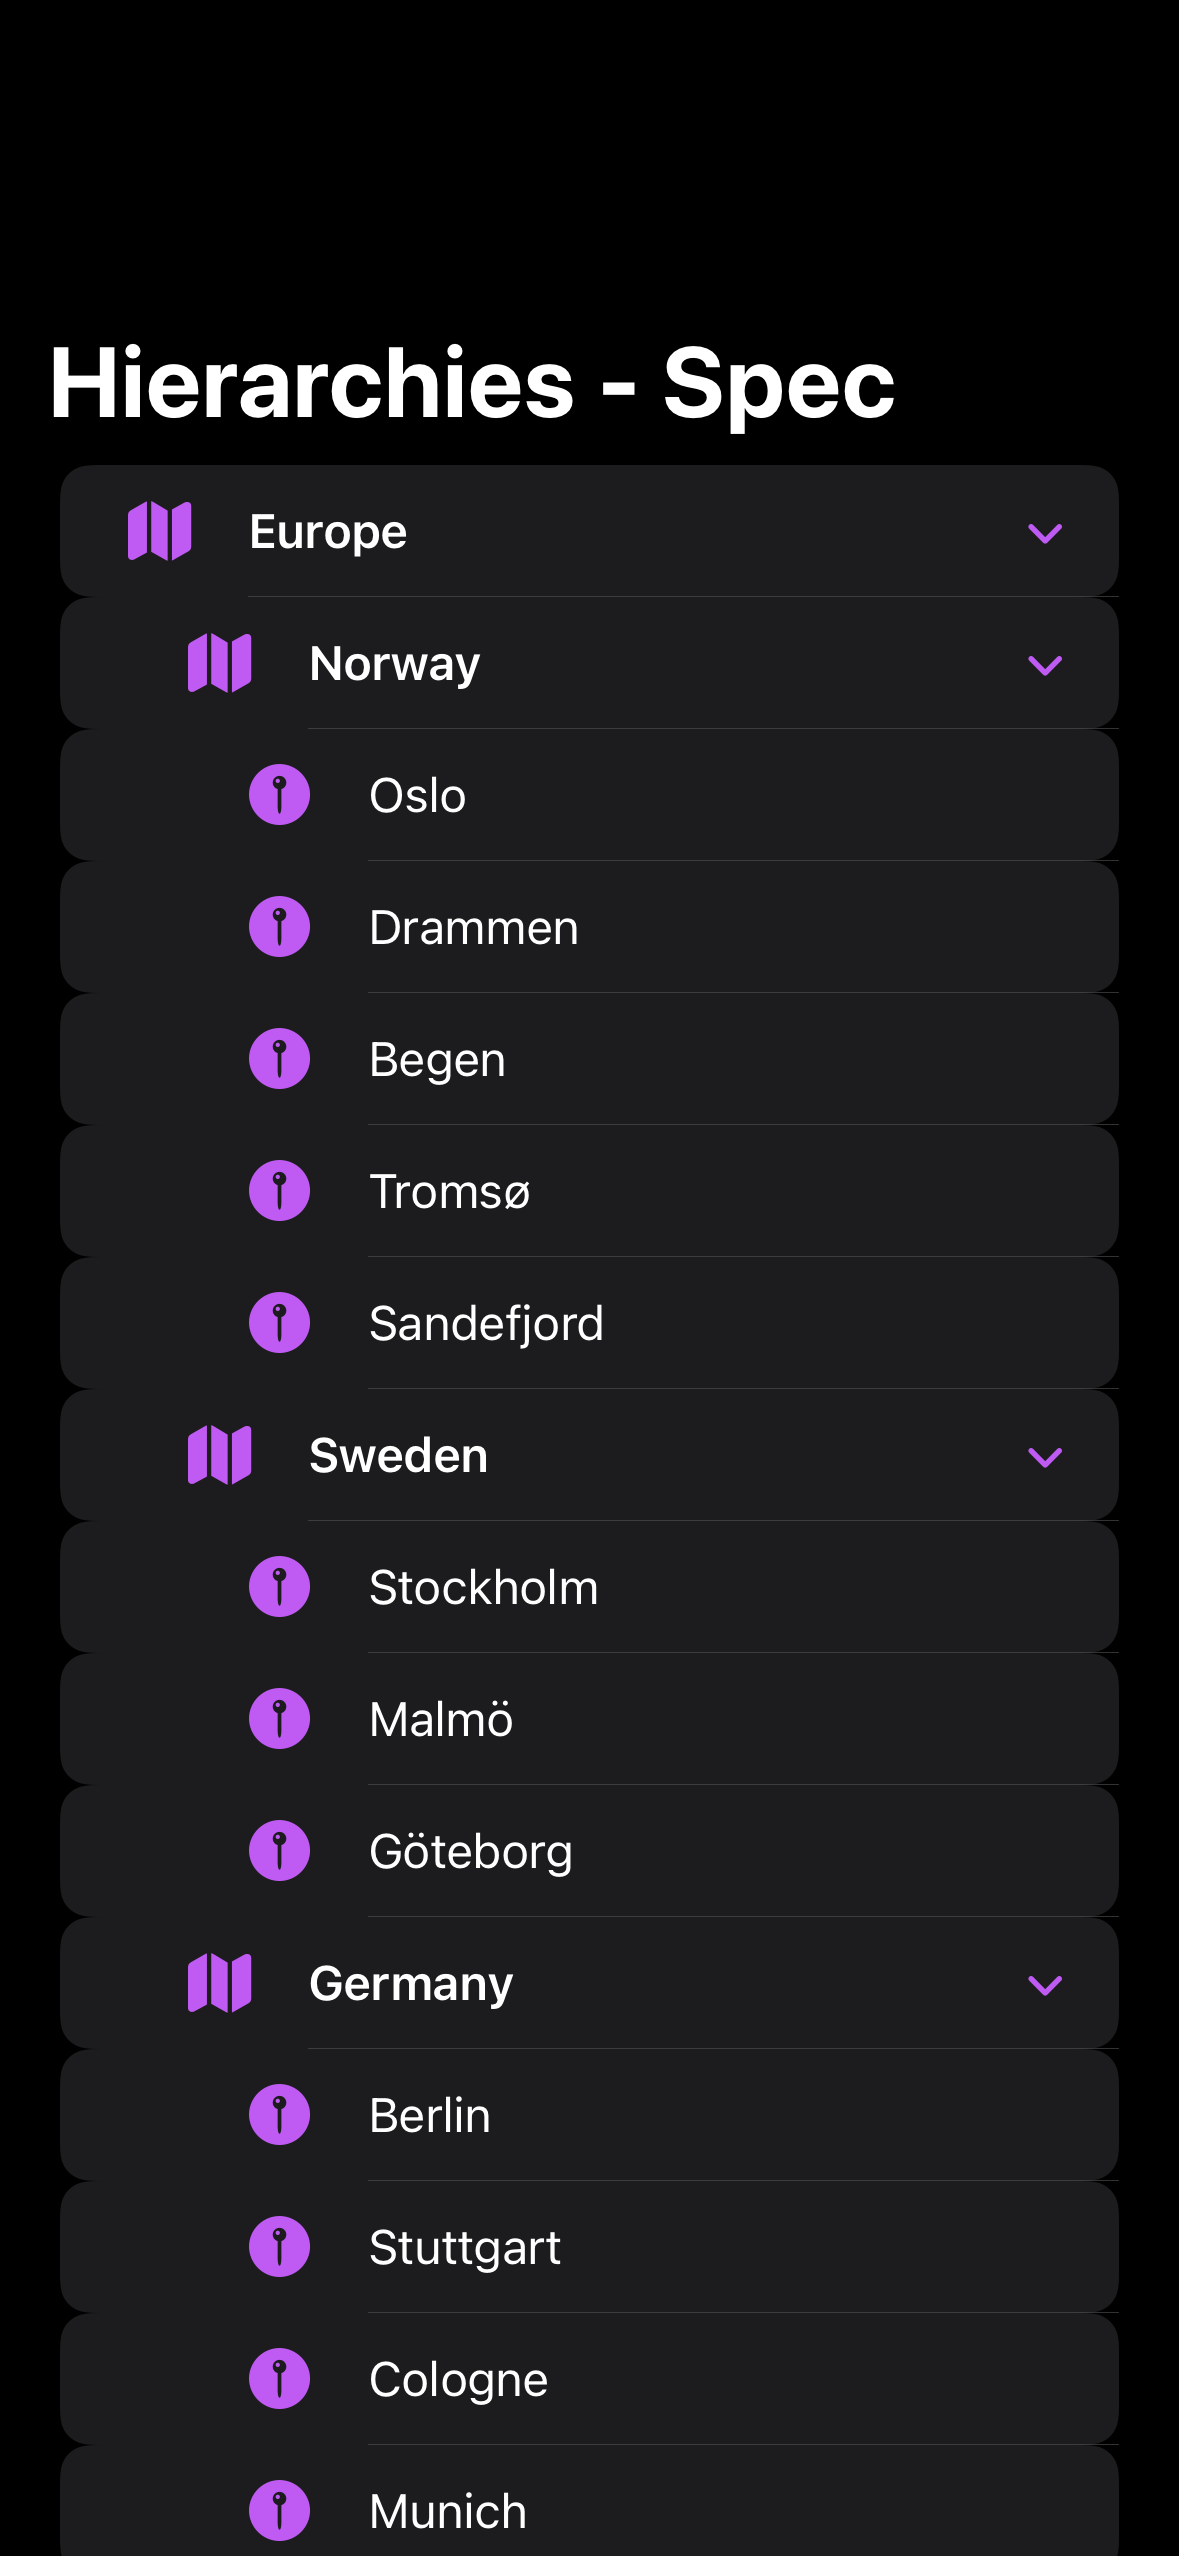 Hierarchies - Spec
Europe
Norway
Oslo
Drammen
Begen
Tromsø
Sandefjord
Sweden
Stockholm
Malmö
Göteborg
Germany
Berlin
Stuttgart
Cologne
Munich